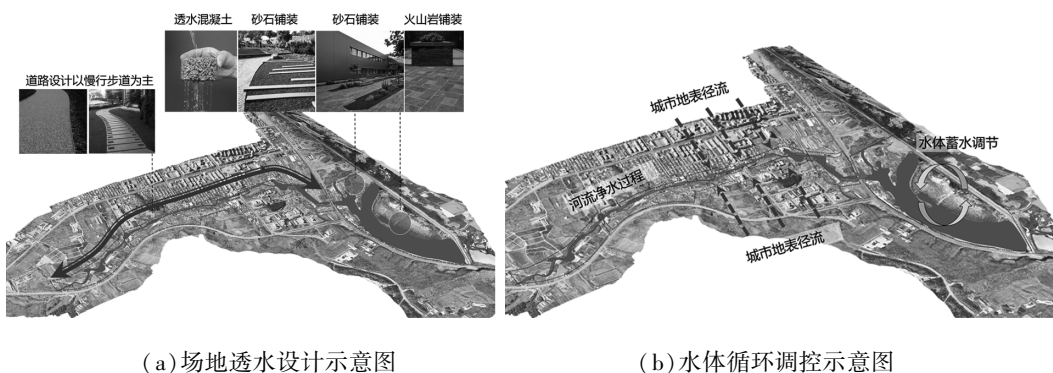 透水混凝土 砂石铺装 砂石铺装 火山岩铺装
道路设计以慢行步道为主
城市地表径流
水体蓄水调节
河流净水过程
城市地表径流
(a)场地透水设计示意图
(b)水体循环调控示意图